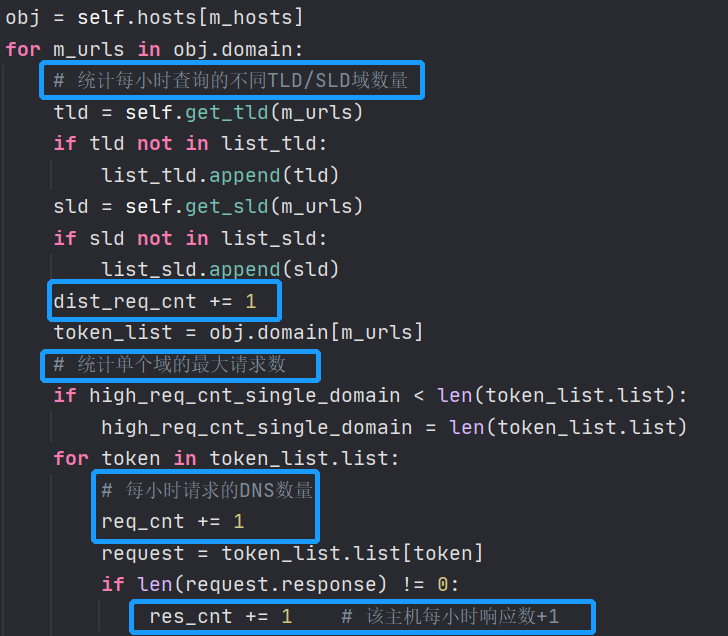 obj = self.hosts[m_hosts]
for m_urls in obj.domain:
# 统计每小时查询的不同TLD/SLD域数量
tld = self.get_tld(m_urls)
if tld not in list_tld:
list_tld.append(tld)
sld = self.get_sld(m_urls)
if sld not in list_sld:
list_sld.append(sld)
dist_req_cnt += 1
token_list = obj.domain[m_urls]
# 统计单个域的最大请求数
if high_req_cnt_single_domain < len(token_list.list):
high_req_cnt_single_domain = len(token_list.list)
for token in token_list.list:
# 每小时请求的DNS数量
req_cnt += 1
request = token_list.list[token]
if len(request.response) != 0:
res_cnt += 1 # 该主机每小时响应数+1